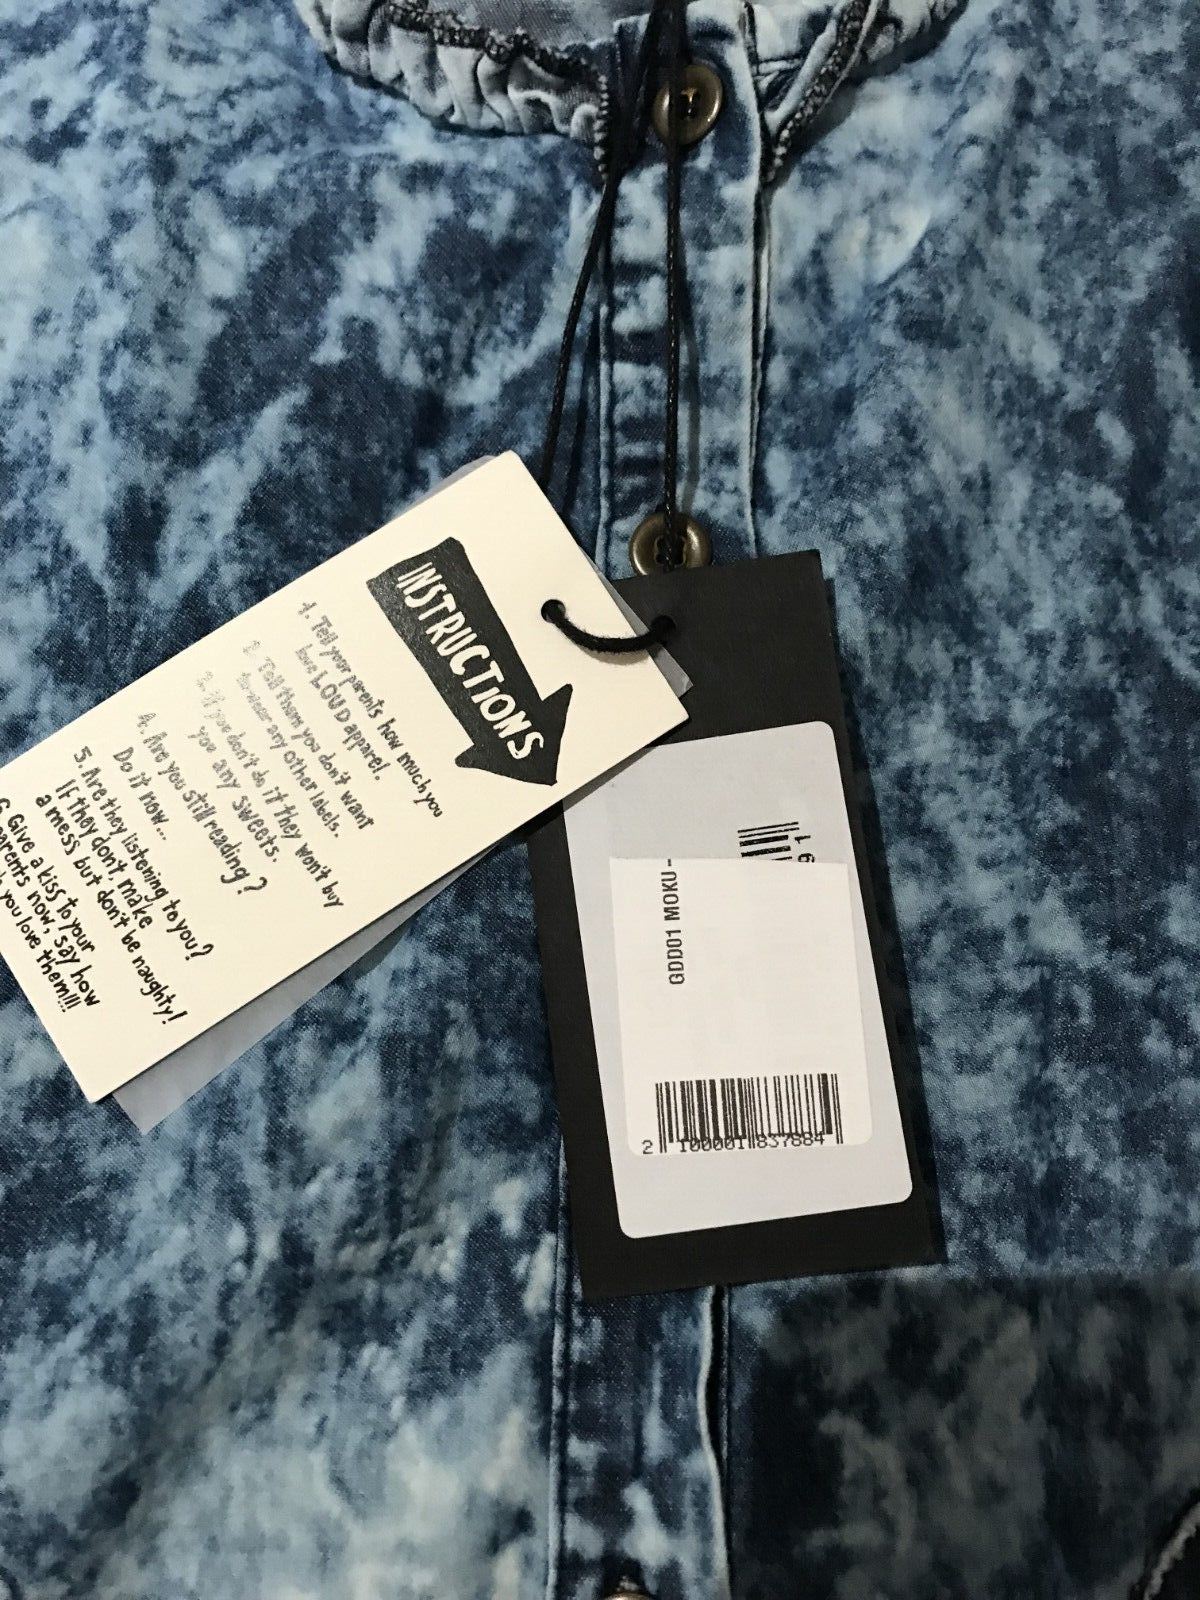 INSTRUCTIONS
1. Tell your parents how much you
love LOUD apparel.
2. Tell them you don't want
to wear any other labels.
3. If you don't do it they won't buy
you any sweets.
4. Are you still reading?
Do it now...
5. Are they listening to you?
If they don't, make
a mess but don't be naughty!
6. Give a kiss to your
parents now, say how
you love them!!!
91
GDD01 MOKU -
2 100001 837884